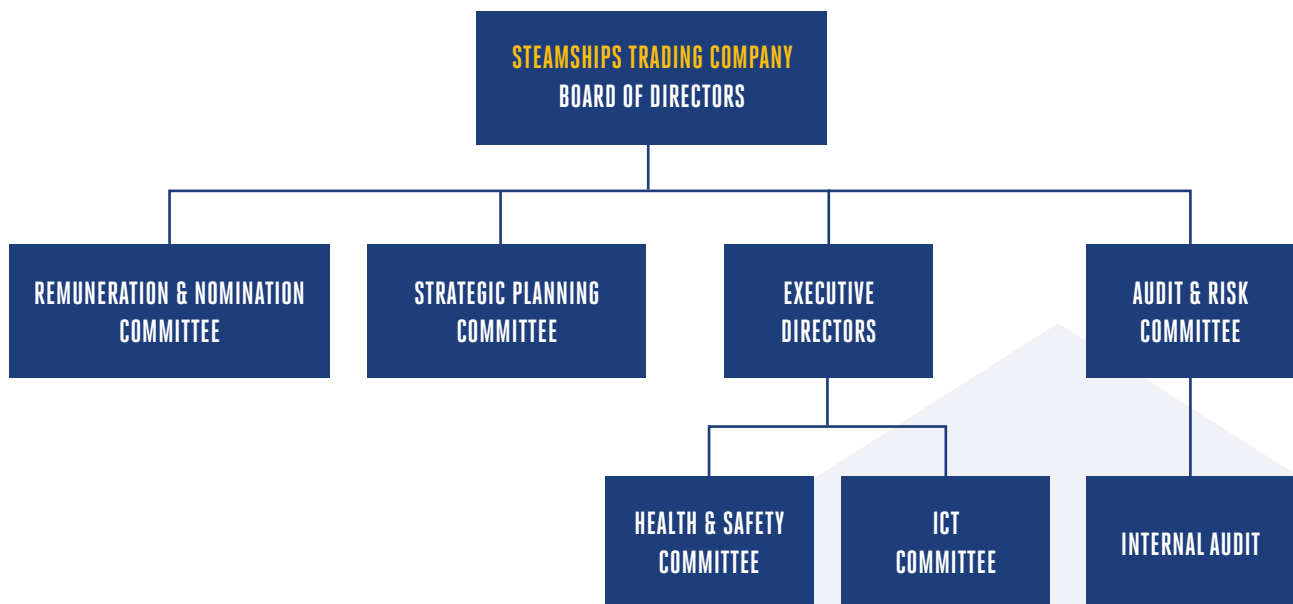 STEAMSHIPS TRADING COMPANY
BOARD OF DIRECTORS
REMUNERATION & NOMINATION
COMMITTEE
STRATEGIC PLANNING
COMMITTEE
EXECUTIVE
DIRECTORS
AUDIT & RISK
COMMITTEE
HEALTH & SAFETY
COMMITTEE
ICT
COMMITTEE
INTERNAL AUDIT